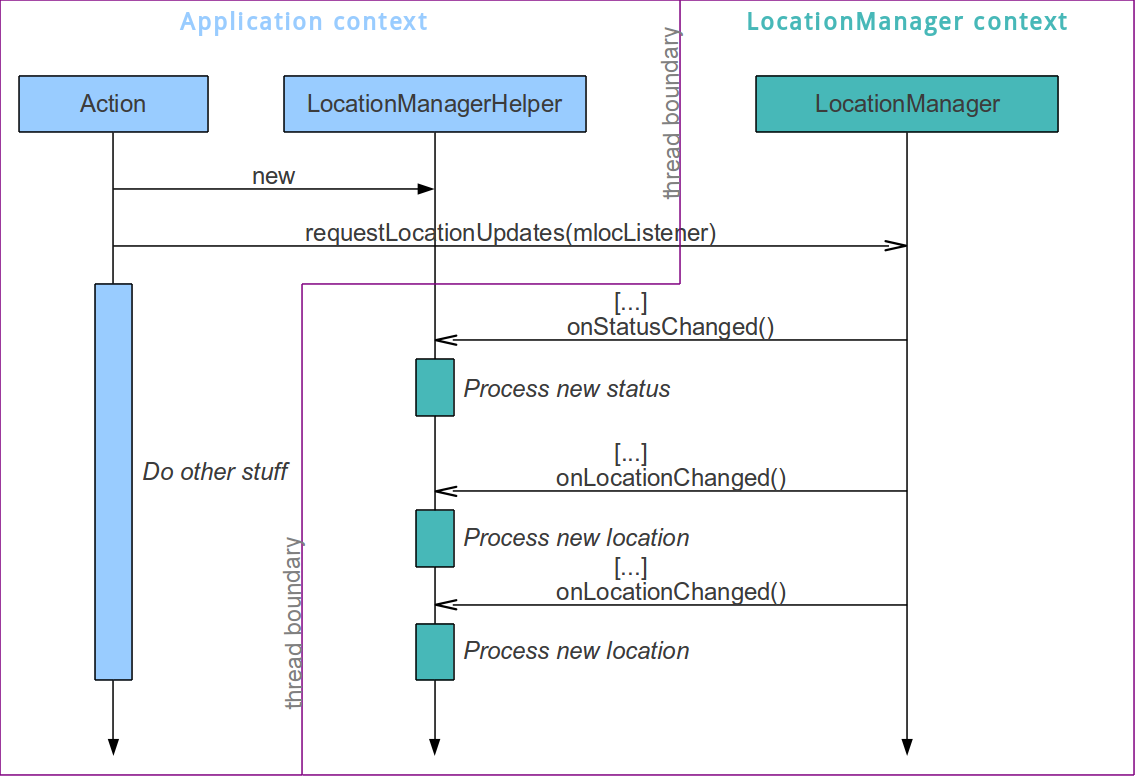 Application context
LocationManager context
thread boundary
Action
LocationManagerHelper
LocationManager
new
requestLocationUpdates(mlocListener)
[...]
onStatusChanged()
Process new status
[...]
onLocationChanged()
Do other stuff
Process new location
[...]
onLocationChanged()
thread boundary
Process new location